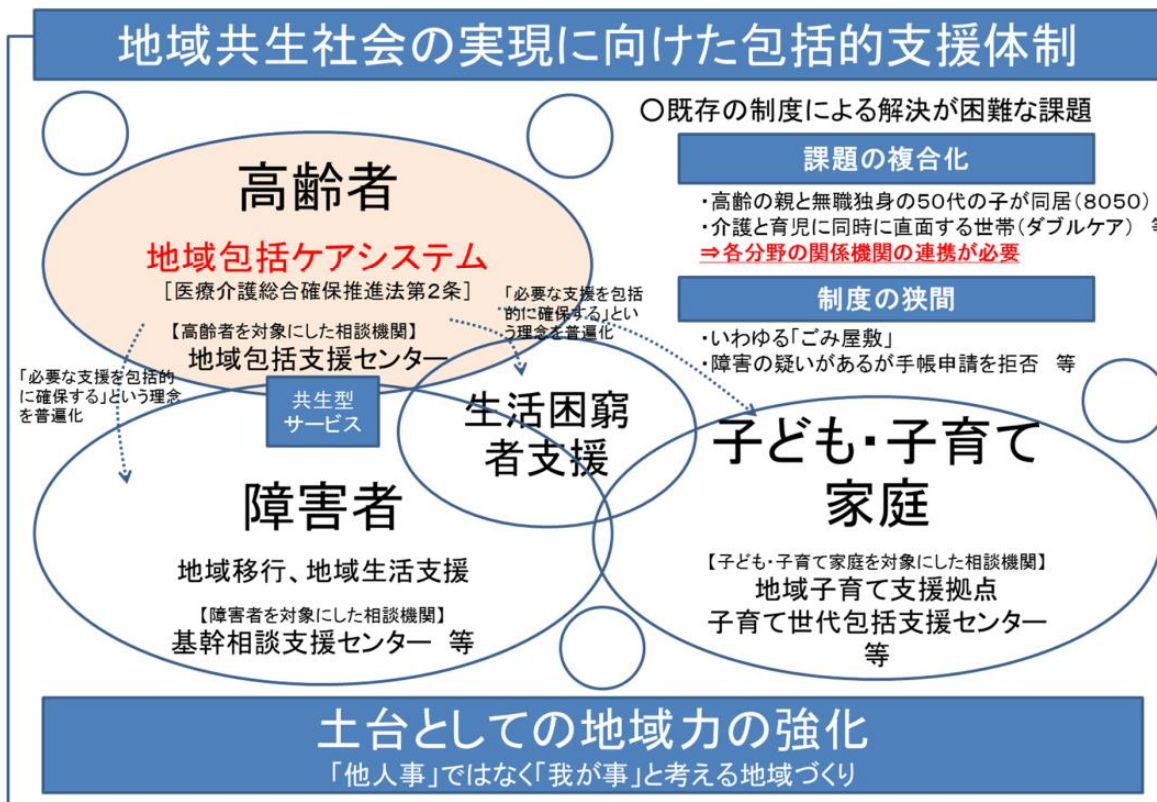 地域共生社会の実現に向けた包括的支援体制
○既存の制度による解決が困難な課題
課題の複合化
・高齢の親と無職独身の50代の子が同居(8050)
・介護と育児に同時に直面する世帯(ダブルケア)
⇒各分野の関係機関の連携が必要
制度の狭間
・いわゆる「ごみ屋敷」
・障害の疑いがあるが手帳申請を拒否 等
高齢者
地域包括ケアシステム
[医療介護総合確保推進法第2条]
【高齢者を対象にした相談機関】
地域包括支援センター
「必要な支援を包括
的に確保する」とい
う理念を普遍化
「必要な支援を包括的
に確保する」という理念
を普遍化
共生型
サービス
生活困窮
者支援
障害者
地域移行、地域生活支援
【障害者を対象にした相談機関】
基幹相談支援センター 等
子ども・子育て
家庭
【子ども・子育て家庭を対象にした相談機関】
地域子育て支援拠点
子育て世代包括支援センター
等
土台としての地域力の強化
「他人事」ではなく「我が事」と考える地域づくり